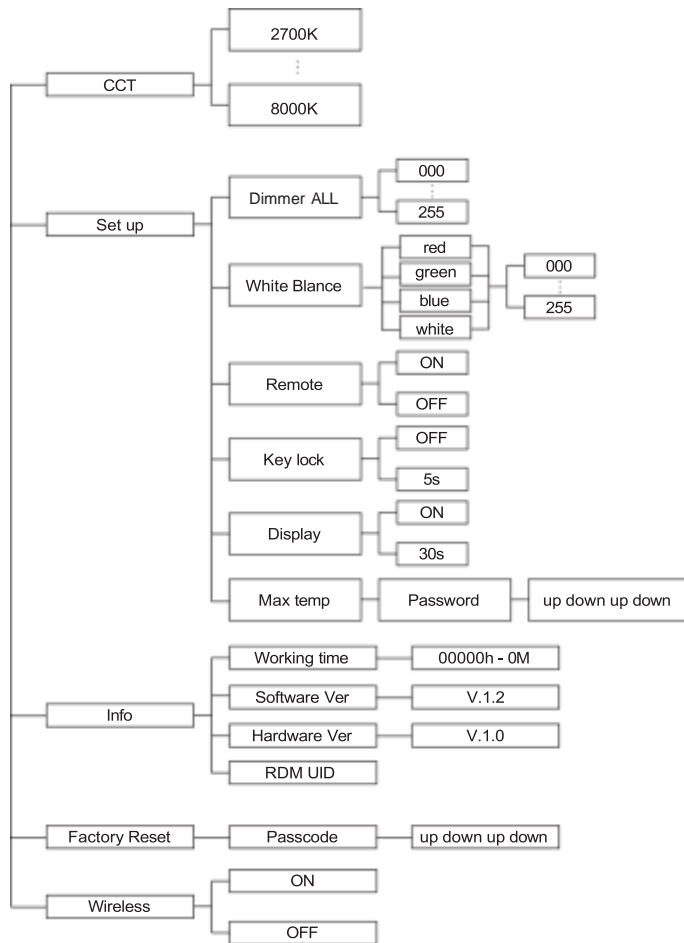 CCT
2700K
8000K
Set up
Dimmer ALL
000
255
White Blance
red
green
blue
white
000
255
Remote
ON
OFF
Key lock
OFF
5s
Display
ON
30s
Max temp
Password
up down up down
Info
Working time
00000h - 0M
Software Ver
V.1.2
Hardware Ver
V.1.0
RDM UID
Factory Reset
Passcode
up down up down
Wireless
ON
OFF